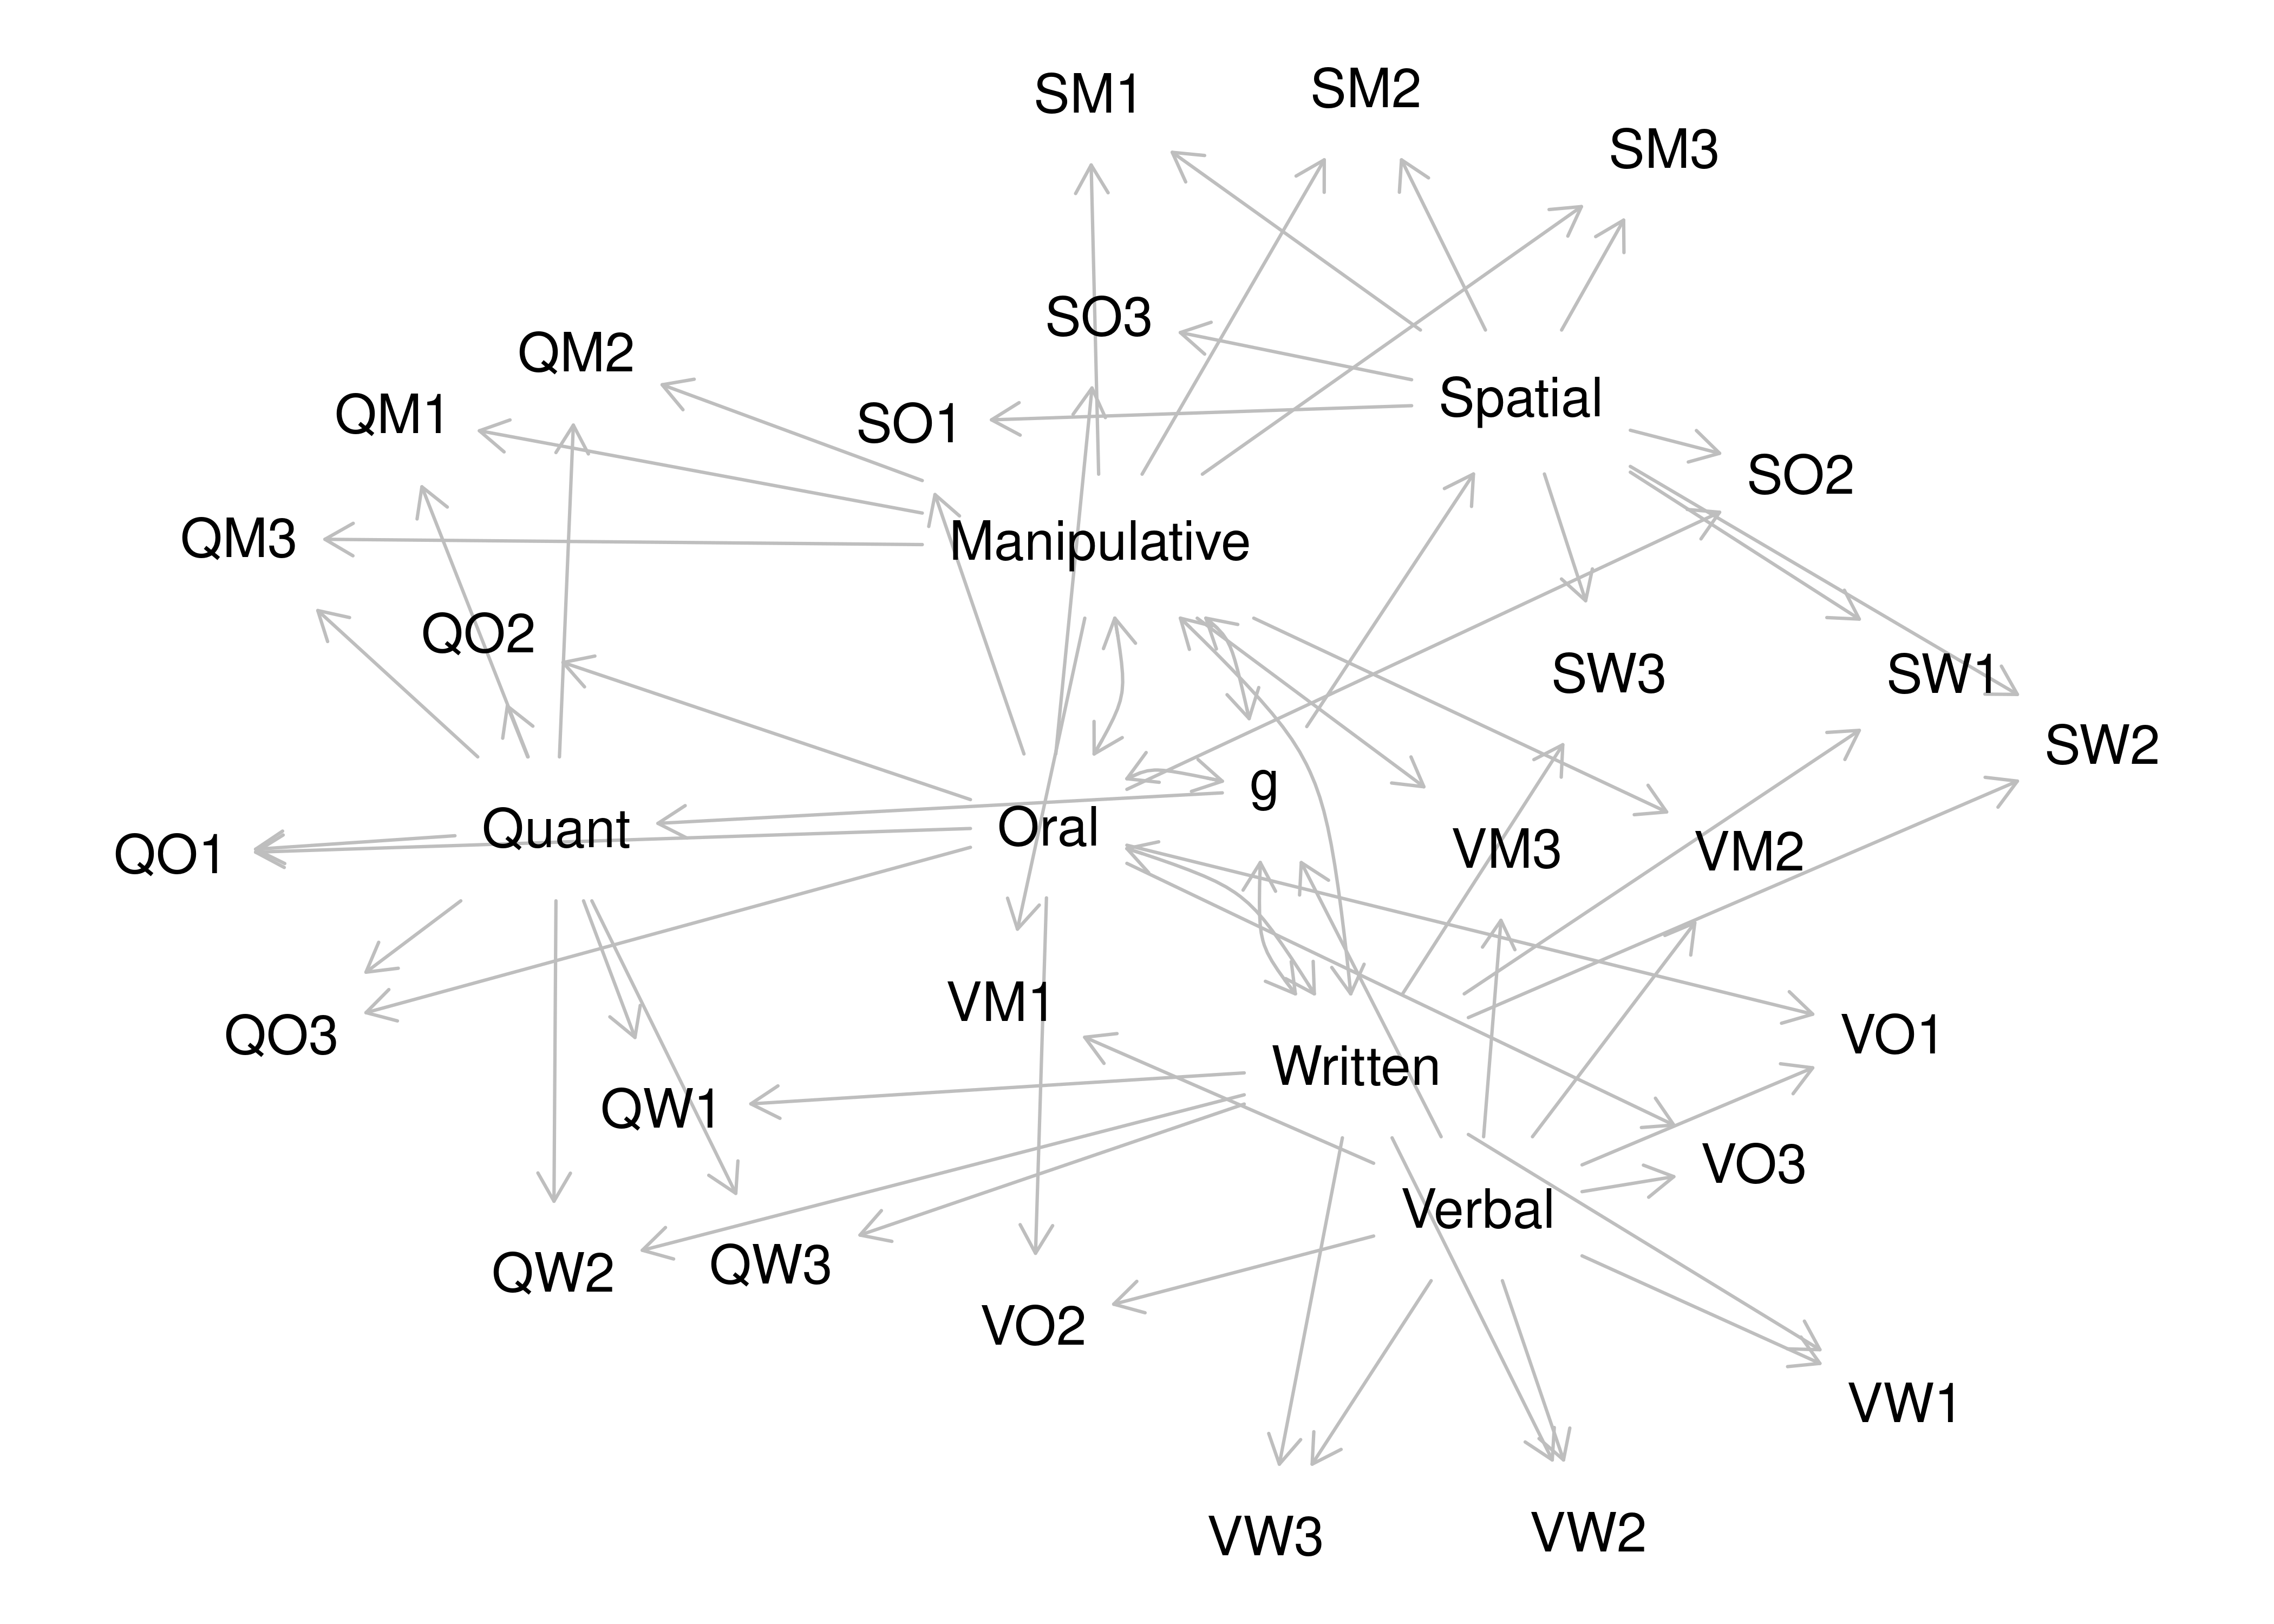 SM1
SM2
SM3
SO3
QM2
Spatial
QM1
SO1
SO2
QM3
Manipulative
QO2
SW3
SW1
SW2
g
Quant
Oral
QO1
VM3
VM2
VM1
QO3
VO1
Written
QW1
VO3
Verbal
QW2
QW3
VO2
VW1
VW3
VW2